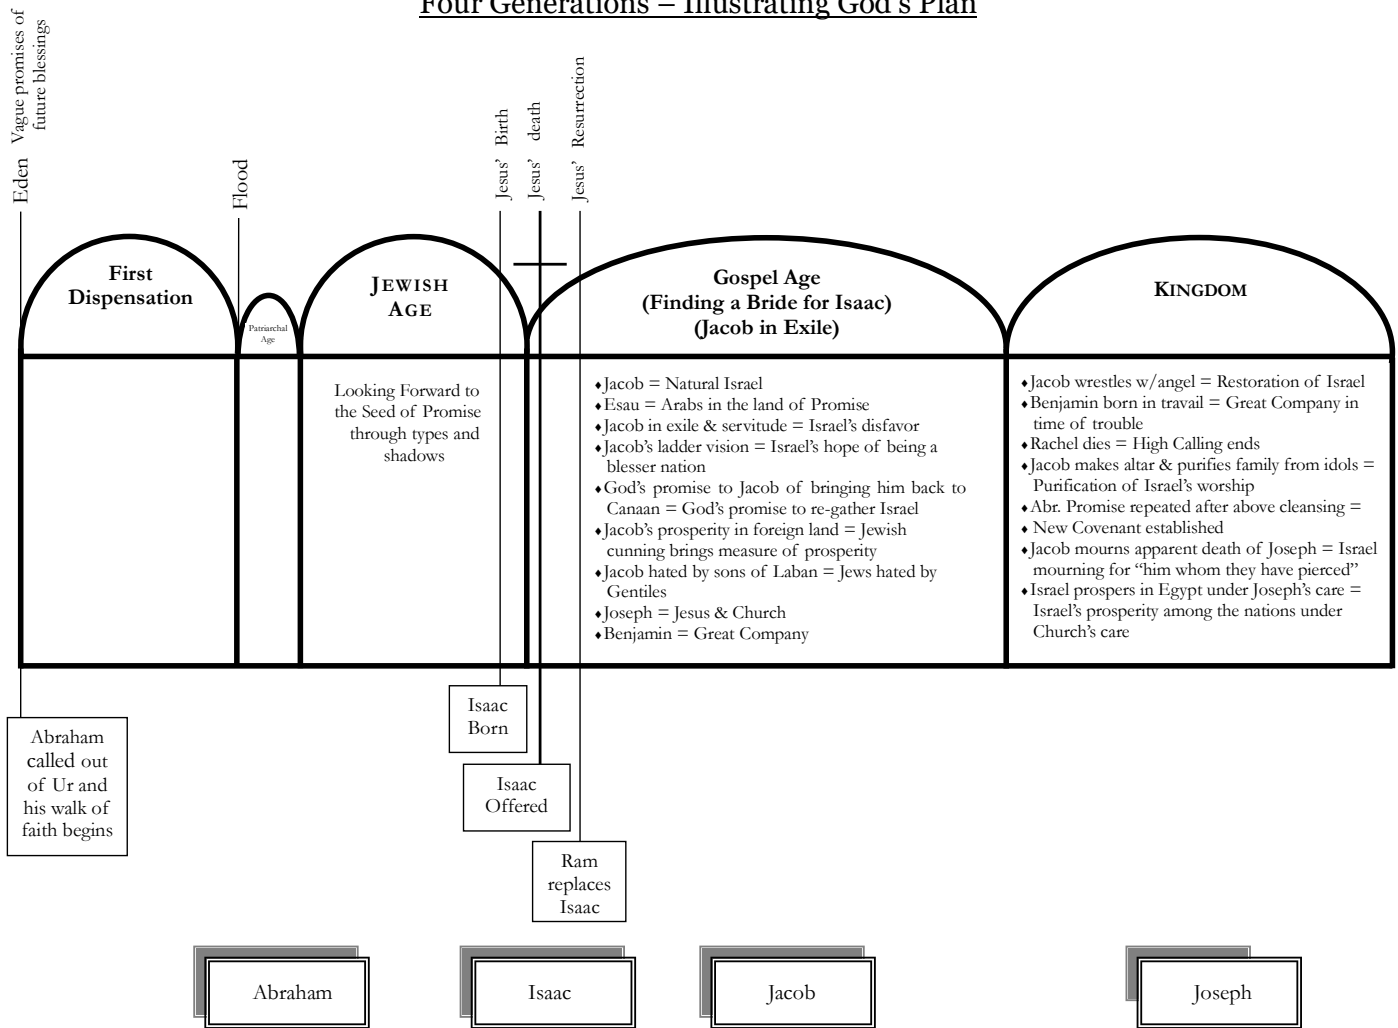 Four Generations – Illustrating God's Plan
Eden Vague promises of
future blessings
Flood
Jesus' Birth
Jesus' death
Jesus' Resurrection
First
Dispensation
Patriarchal
Age
JEWISH
AGE
Gospel Age
(Finding a Bride for Isaac)
(Jacob in Exile)
KINGDOM
Looking Forward to
the Seed of Promise
through types and
shadows
♦Jacob = Natural Israel
♦Esau = Arabs in the land of Promise
♦Jacob in exile & servitude = Israel's disfavor
♦Jacob's ladder vision = Israel's hope of being a
blesser nation
♦God's promise to Jacob of bringing him back to
Canaan = God's promise to re-gather Israel
♦Jacob's prosperity in foreign land = Jewish
cunning brings measure of prosperity
♦Jacob hated by sons of Laban = Jews hated by
Gentiles
♦Joseph = Jesus & Church
♦Benjamin = Great Company
♦Jacob wrestles w/angel = Restoration of Israel
♦Benjamin born in travail = Great Company in
time of trouble
♦Rachel dies = High Calling ends
♦Jacob makes altar & purifies family from idols =
Purification of Israel's worship
♦Abr. Promise repeated after above cleansing =
♦ New Covenant established
♦Jacob mourns apparent death of Joseph = Israel
mourning for “him whom they have pierced”
♦Israel prospers in Egypt under Joseph's care =
Israel's prosperity among the nations under
Church's care
Abraham
called out
of Ur and
his walk of
faith begins
Isaac
Born
Isaac
Offered
Ram
replaces
Isaac
Abraham
Isaac
Jacob
Joseph